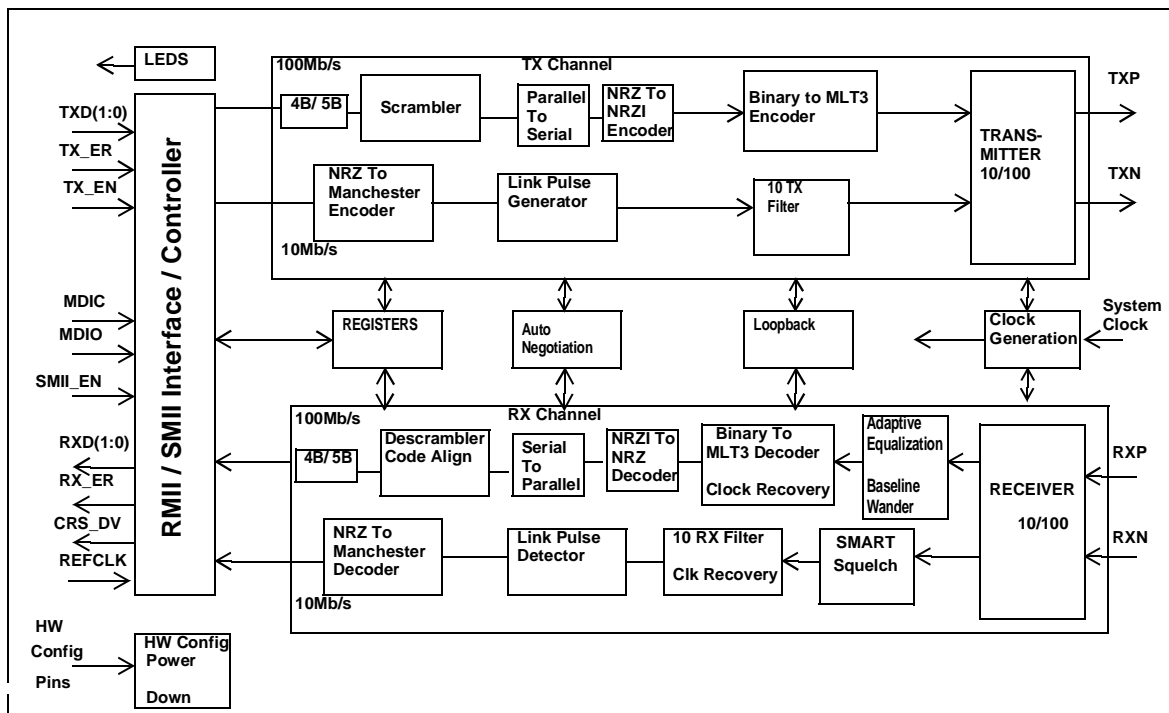 LEDS
TXD(1:0)
TX_ER
TX_EN
MDIC
MDIO
SMII_EN
RXD(1:0)
RX_ER
CRS_DV
REFCLK
HW
Config
Pins
RMII / SMII Interface / Controller
HW Config
Power
Down
100Mb/s
TX Channel
4B/ 5B
Scrambler
Parallel
To
Serial
NRZ To
NRZI
Encoder
Binary to MLT3
Encoder
TRANS-
MITTER
10/100
TXP
TXN
NRZ To
Manchester
Encoder
Link Pulse
Generator
10 TX
Filter
10Mb/s
REGISTERS
Auto
Negotiation
Loopback
Clock
Generation
System
Clock
100Mb/s
RX Channel
4B/ 5B
Descrambler
Code Align
Serial
To
Parallel
NRZI To
NRZ
Decoder
Binary To
MLT3 Decoder
Clock Recovery
Adaptive
Equalization
Baseline
Wander
RECEIVER
10/100
RXP
RXN
NRZ To
Manchester
Decoder
Link Pulse
Detector
10 RX Filter
Clk Recovery
SMART
Squelch
10Mb/s